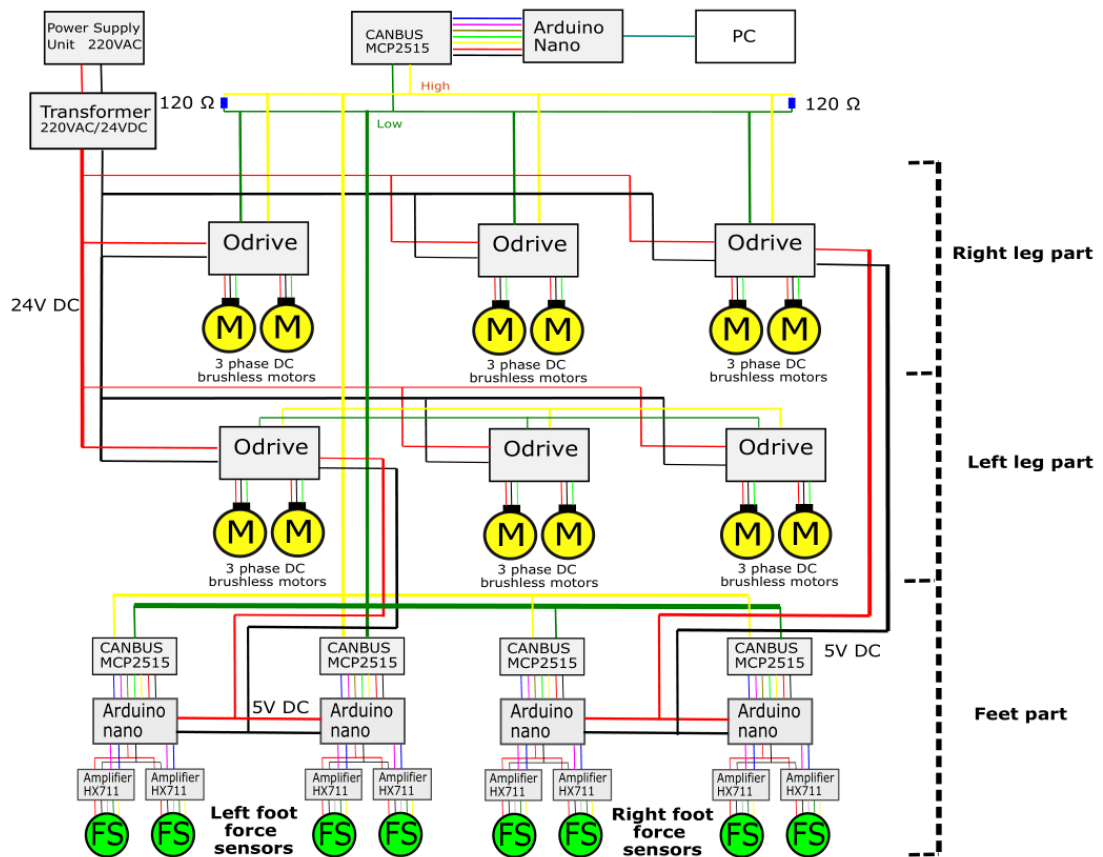 Power Supply
Unit 220VAC
CANBUS
MCP2515
Arduino
Nano
PC
High
120 Ω
120 Ω
Transformer
220VAC/24VDC
Low
Odrive
Odrive
Odrive
Right leg part
24V DC
M
M
M
M
M
M
3 phase DC
brushless motors
3 phase DC
brushless motors
3 phase DC
brushless motors
Odrive
Odrive
Odrive
Left leg part
M
M
M
M
M
M
3 phase DC
brushless motors
3 phase DC
brushless motors
3 phase DC
brushless motors
CANBUS
MCP2515
CANBUS
MCP2515
CANBUS
MCP2515
CANBUS
MCP2515
5V DC
Arduino
nano
5V DC
Arduino
nano
Arduino
nano
Arduino
nano
Feet part
Amplifier
HX711
Amplifier
HX711
Amplifier
HX711
Amplifier
HX711
Amplifier
HX711
Amplifier
HX711
Amplifier
HX711
Amplifier
HX711
FS
FS
Left foot
force
sensors
FS
FS
FS
FS
Right foot
force
sensors
FS
FS